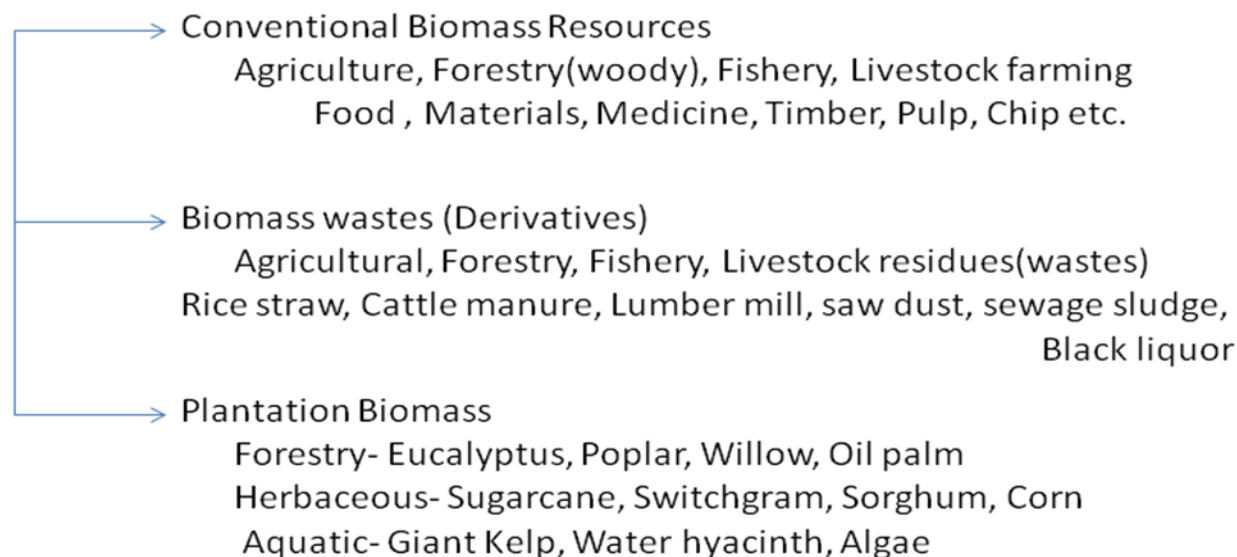 Conventional Biomass Resources
Agriculture, Forestry(woody), Fishery, Livestock farming
Food , Materials, Medicine, Timber, Pulp, Chip etc.
Biomass wastes (Derivatives)
Agricultural, Forestry, Fishery, Livestock residues(wastes)
Rice straw, Cattle manure, Lumber mill, saw dust, sewage sludge,
Black liquor
Plantation Biomass
Forestry- Eucalyptus, Poplar, Willow, Oil palm
Herbaceous- Sugarcane, Switchgram, Sorghum, Corn
Aquatic- Giant Kelp, Water hyacinth, Algae